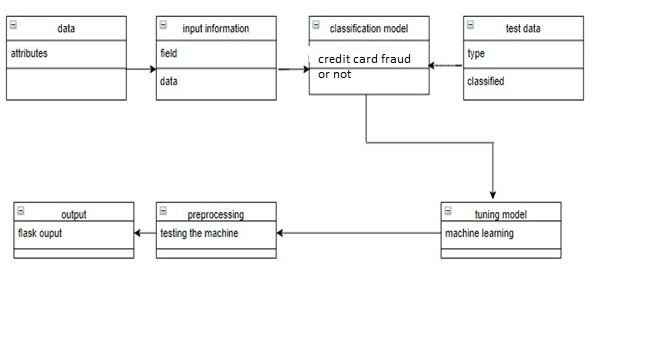 data
attributes
input information
field
data
classification model
credit card fraud
or not
test data
type
classified
output
flask ouput
preprocessing
testing the machine
tuning model
machine learning